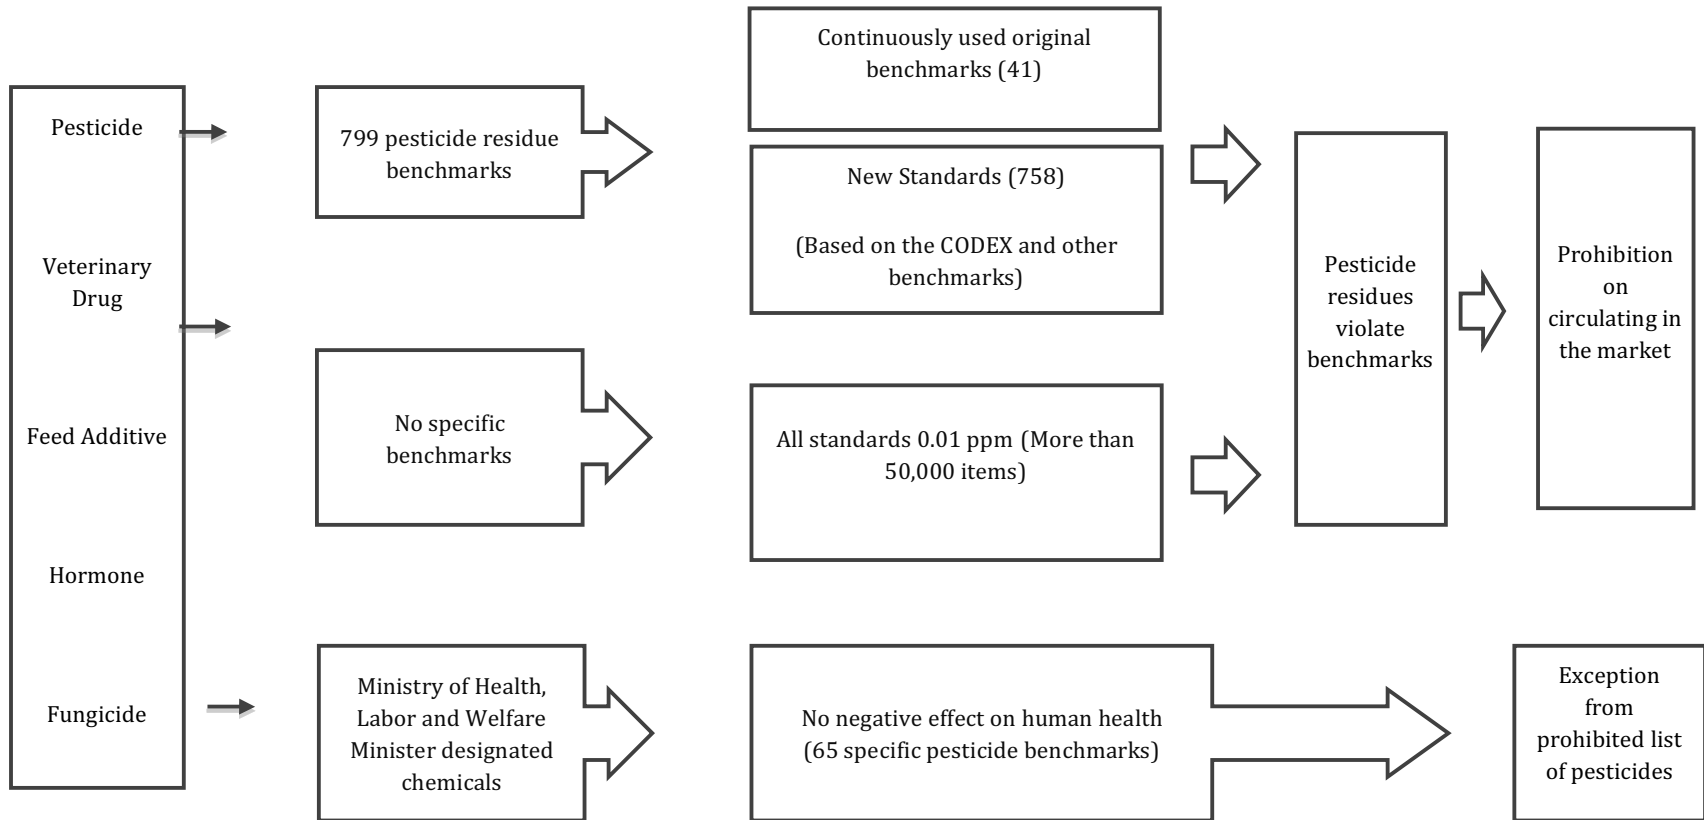 Pesticide
Veterinary
Drug
Feed Additive
Hormone
Fungicide
799 pesticide residue
benchmarks
No specific
benchmarks
Ministry of Health,
Labor and Welfare
Minister designated
chemicals
Continuously used original
benchmarks (41)
New Standards (758)
(Based on the CODEX and other
benchmarks)
All standards 0.01 ppm (More than
50,000 items)
No negative effect on human health
(65 specific pesticide benchmarks)
Pesticide
residues
violate
benchmarks
Prohibition
on
circulating in
the market
Exception
from
prohibited list
of pesticides